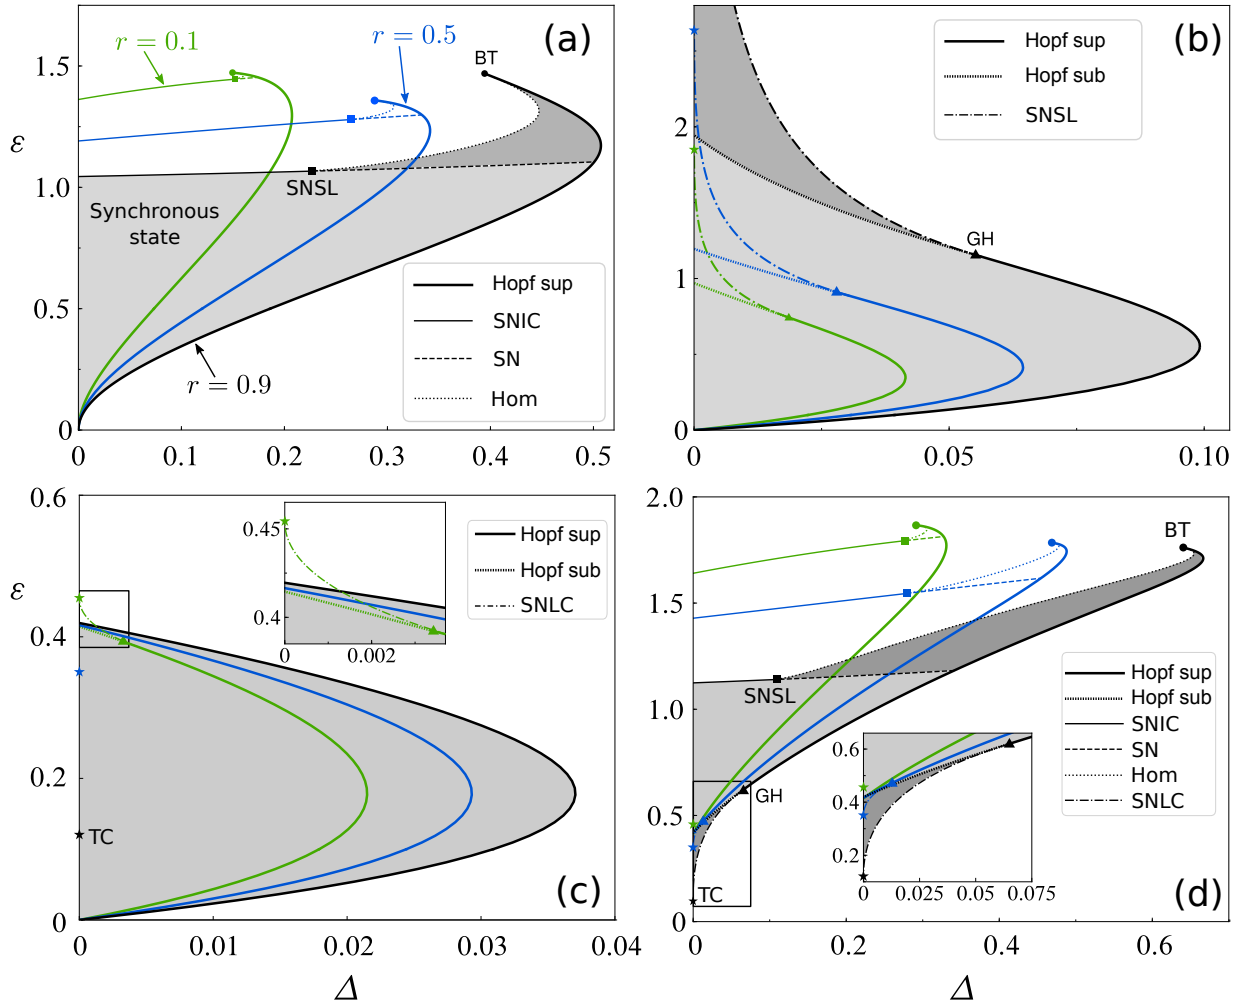 (a)
r = 0.1
r = 0.5
BT
1.5
ε
1.0
SNSL
Synchronous
state
0.5
Hopf sup
SNIC
SN
Hom
r = 0.9
0
0
0.1
0.2
0.3
0.4
0.5
(b)
Hopf sup
Hopf sub
SNSL
2
GH
1
0
0
0.05
0.10
0.6
0.45
0.4
0
0.002
Hopf sup
Hopf sub
SNLC
ε
0.4
0.2
TC
(c)
0
0
0.01
0.02
0.03
0.04
Δ
2.0
BT
1.5
SNSL
1.0
Hopf sup
Hopf sub
SNIC
SN
Hom
SNLC
0.6
0.4
0.2
0
0.025
0.05
0.075
GH
0.5
TC
(d)
0
0
0.2
0.4
0.6
Δ